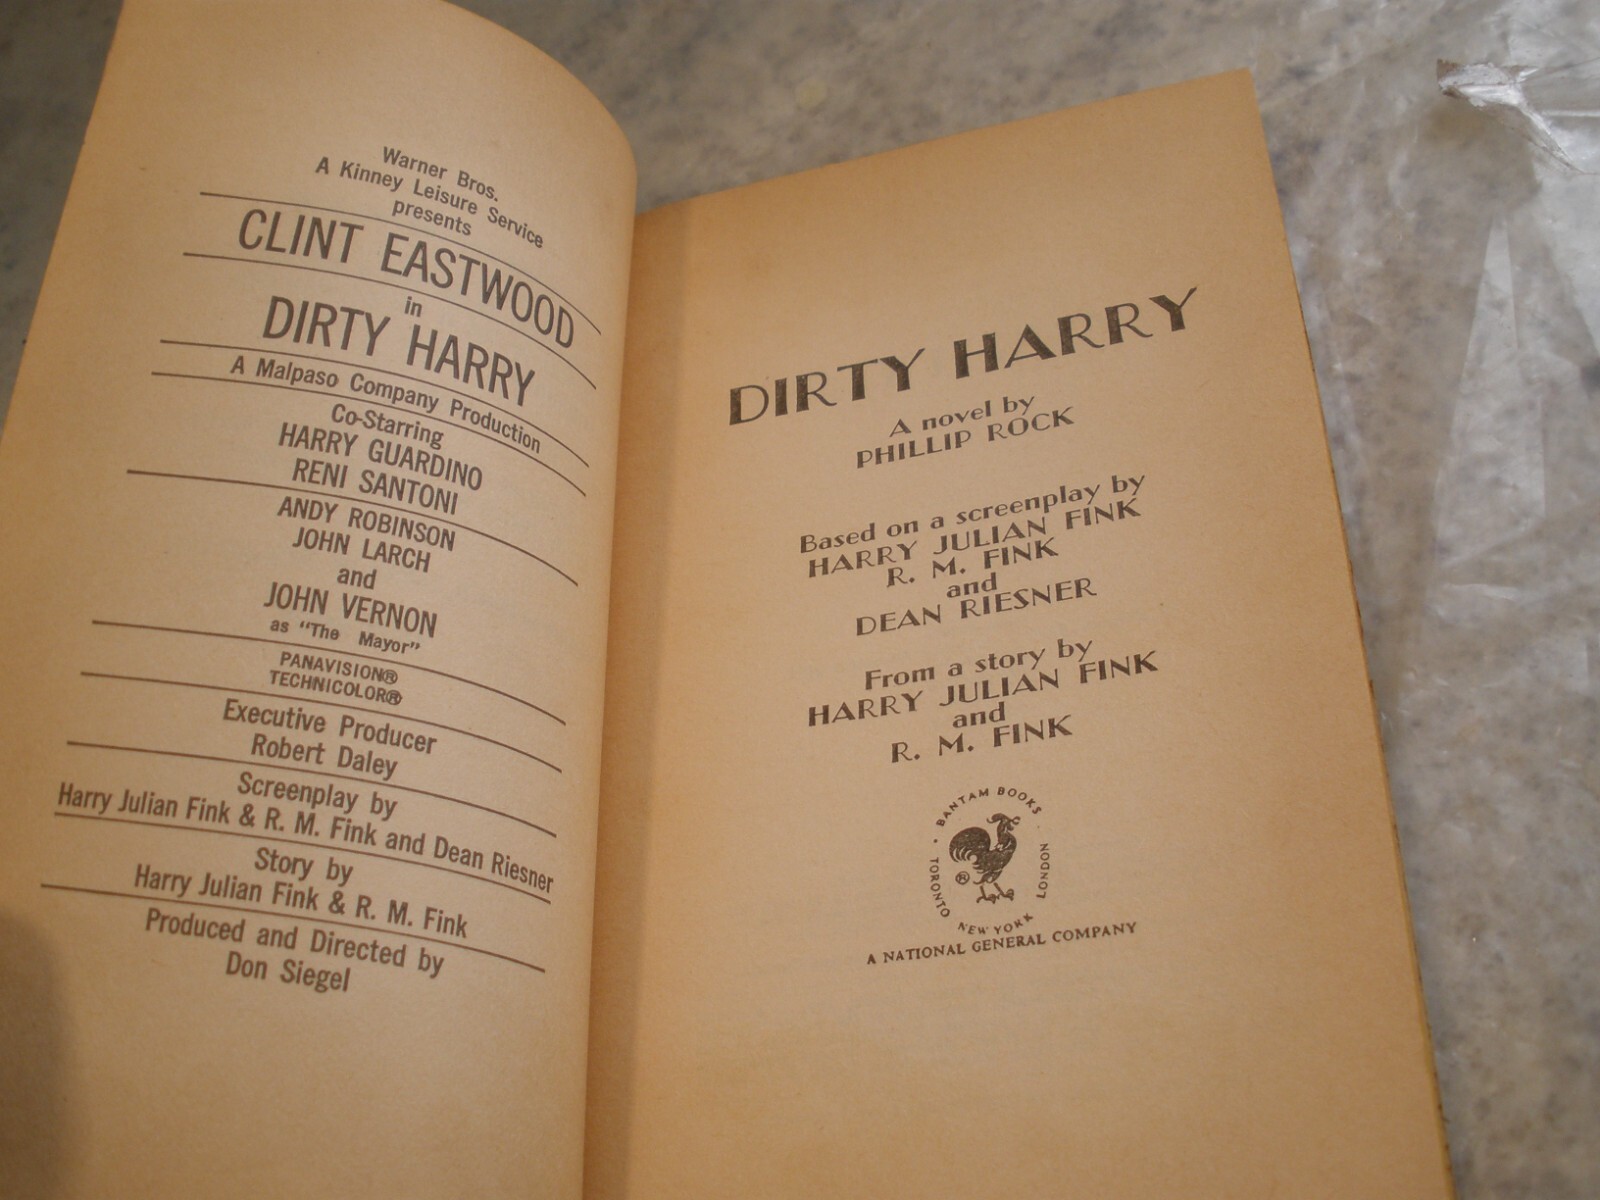 Warner Bros.
A Kinney Leisure Service
presents
CLINT EASTWOOD
in
DIRTY HARRY
A Malpaso Company Production
Co-Starring
HARRY GUARDINO
RENI SANTONI
ANDY ROBINSON
JOHN LARCH
and
JOHN VERNON
as "The Mayor"
PANAVISION®
TECHNICOLOR®
Executive Producer
Robert Daley
Screenplay by
Harry Julian Fink & R. M. Fink and Dean Riesner
Story by
Harry Julian Fink & R. M. Fink
Produced and Directed by
Don Siegel
DIRTY HARRY
A novel by
PHILLIP ROCK
Based on a screenplay by
HARRY JULIAN FINK
R. M. FINK
and
DEAN RIESNER
From a story by
HARRY JULIAN FINK
and
R. M. FINK
BANTAM BOOKS
TORONTO · NEW YORK · LONDON
®
A NATIONAL GENERAL COMPANY